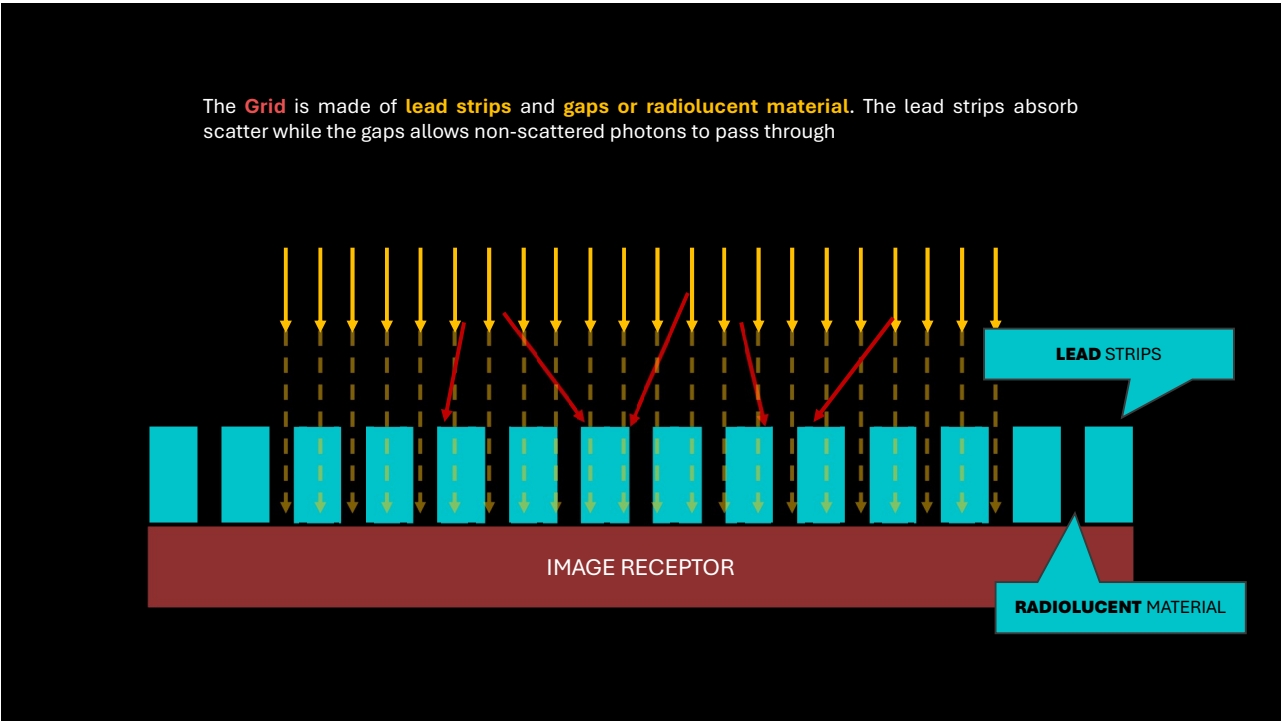 The Grid is made of lead strips and gaps or radiolucent material. The lead strips absorb
scatter while the gaps allows non-scattered photons to pass through
LEAD STRIPS
IMAGE RECEPTOR
RADIOLUCENT MATERIAL